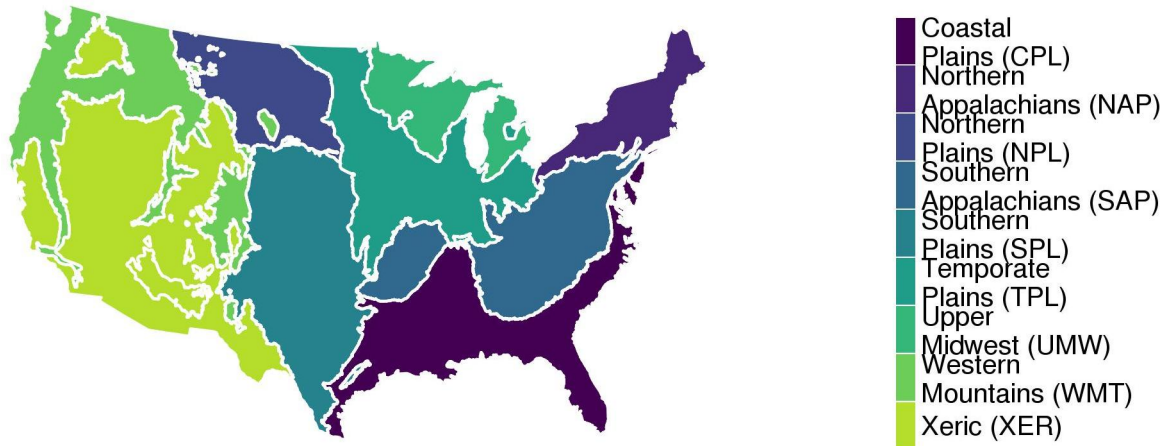 Coastal
Plains (CPL)
Northern
Appalachians (NAP)
Northern
Plains (NPL)
Southern
Appalachians (SAP)
Southern
Plains (SPL)
Temporate
Plains (TPL)
Upper
Midwest (UMW)
Western
Mountains (WMT)
Xeric (XER)